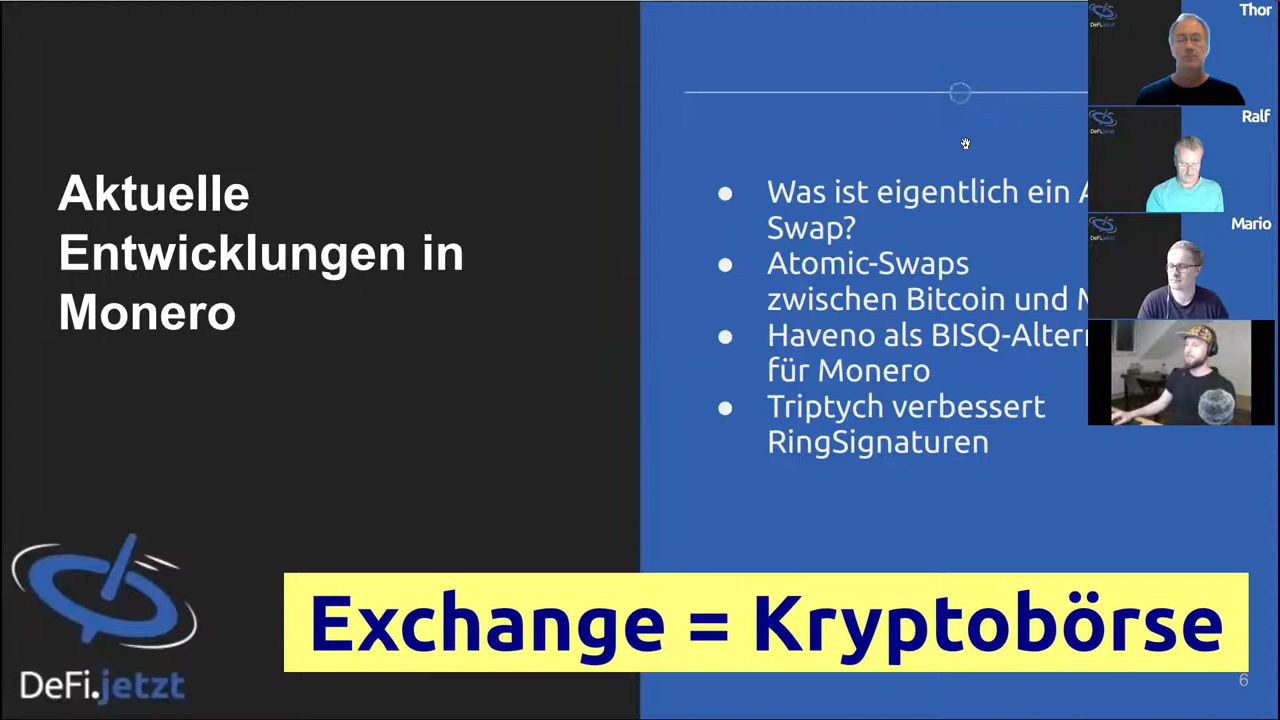 Aktuelle
Entwicklungen in
Monero
Was ist eigentlich ein
Swap?
Atomic-Swaps
zwischen Bitcoin und
Haveno als BISQ-Altern
für Monero
Triptych verbessert
RingSignaturen
Exchange = Kryptobörse
DeFi.jetzt
6
Thor
Ralf
Mario